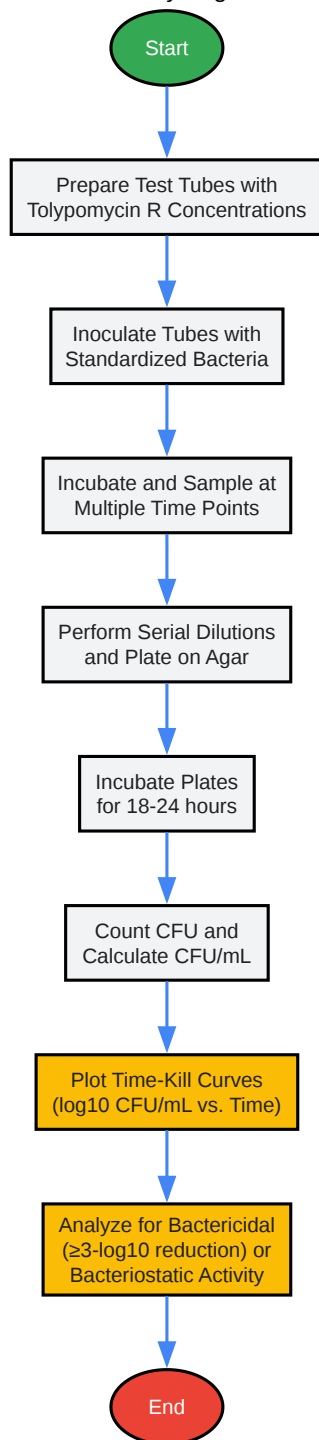 Start
Prepare Test Tubes with
Tolypomycin R Concentrations
Inoculate Tubes with
Standardized Bacteria
Incubate and Sample at
Multiple Time Points
Perform Serial Dilutions
and Plate on Agar
Incubate Plates
for 18-24 hours
Count CFU and
Calculate CFU/mL
Plot Time-Kill Curves
(log10 CFU/mL vs. Time)
Analyze for Bactericidal
(≥3-log10 reduction) or
Bacteriostatic Activity
End